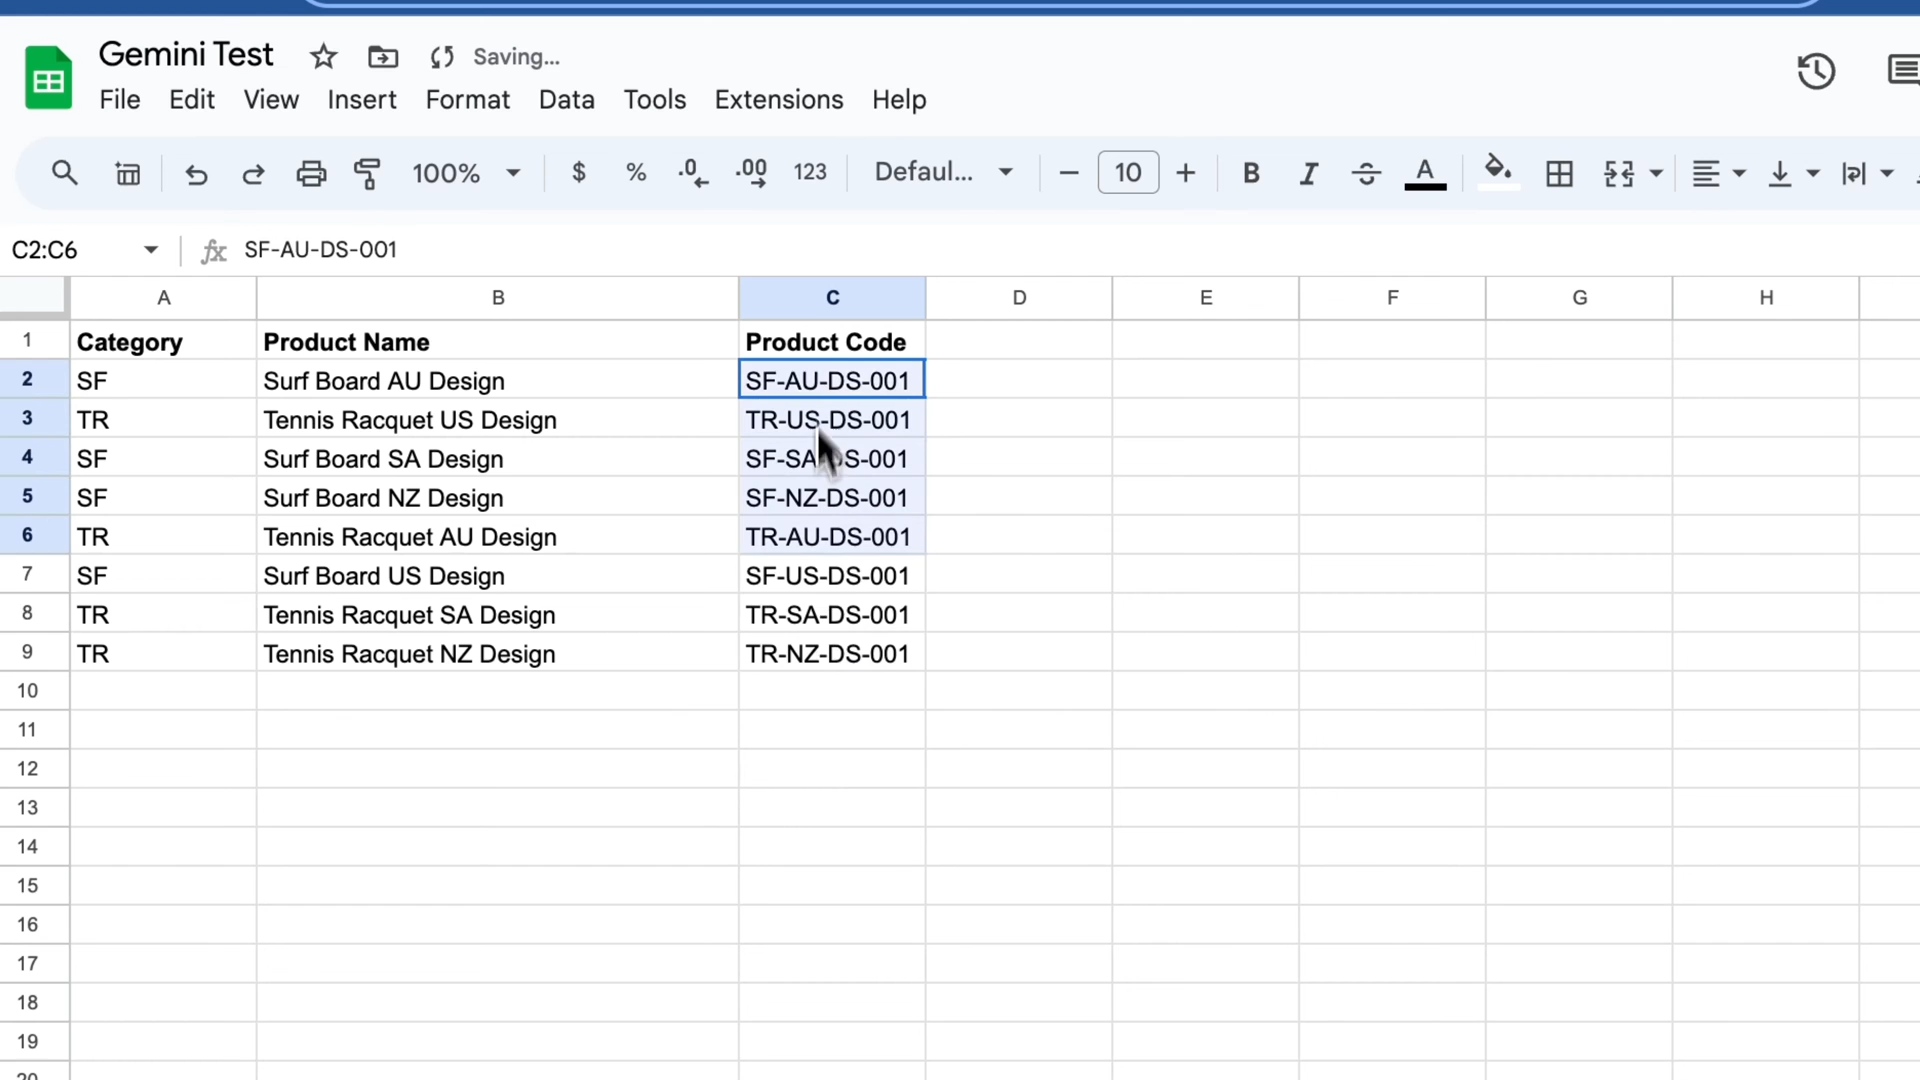 Gemini Test Saving...
File Edit View Insert Format Data Tools Extensions Help
100% $ % .0 .00 123 Defaul... 10 B I A
C2:C6 fx SF-AU-DS-001
A B C D E F G H
1 Category Product Name Product Code
2 SF Surf Board AU Design SF-AU-DS-001
3 TR Tennis Racquet US Design TR-US-DS-001
4 SF Surf Board SA Design SF-SA-DS-001
5 SF Surf Board NZ Design SF-NZ-DS-001
6 TR Tennis Racquet AU Design TR-AU-DS-001
7 SF Surf Board US Design SF-US-DS-001
8 TR Tennis Racquet SA Design TR-SA-DS-001
9 TR Tennis Racquet NZ Design TR-NZ-DS-001
10
11
12
13
14
15
16
17
18
19
20